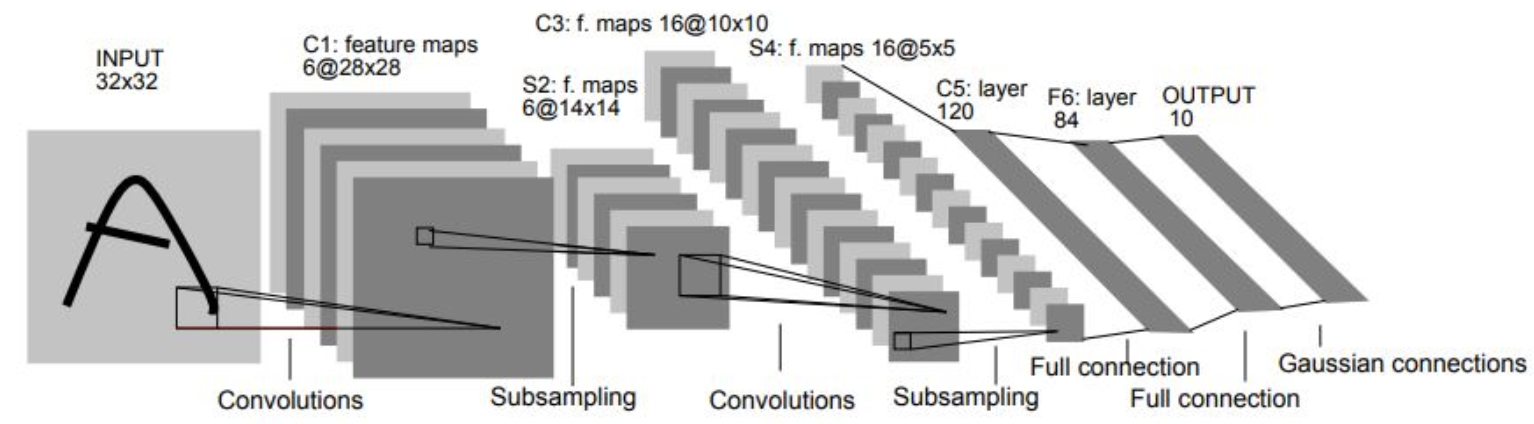 INPUT
32x32
C1: feature maps
6@28x28
S2: f. maps
6@14x14
C3: f. maps 16@10x10
S4: f. maps 16@5x5
C5: layer
120
F6: layer
84
OUTPUT
10
Convolutions
Subsampling
Convolutions
Subsampling
Full connection
Full connection
Gaussian connections